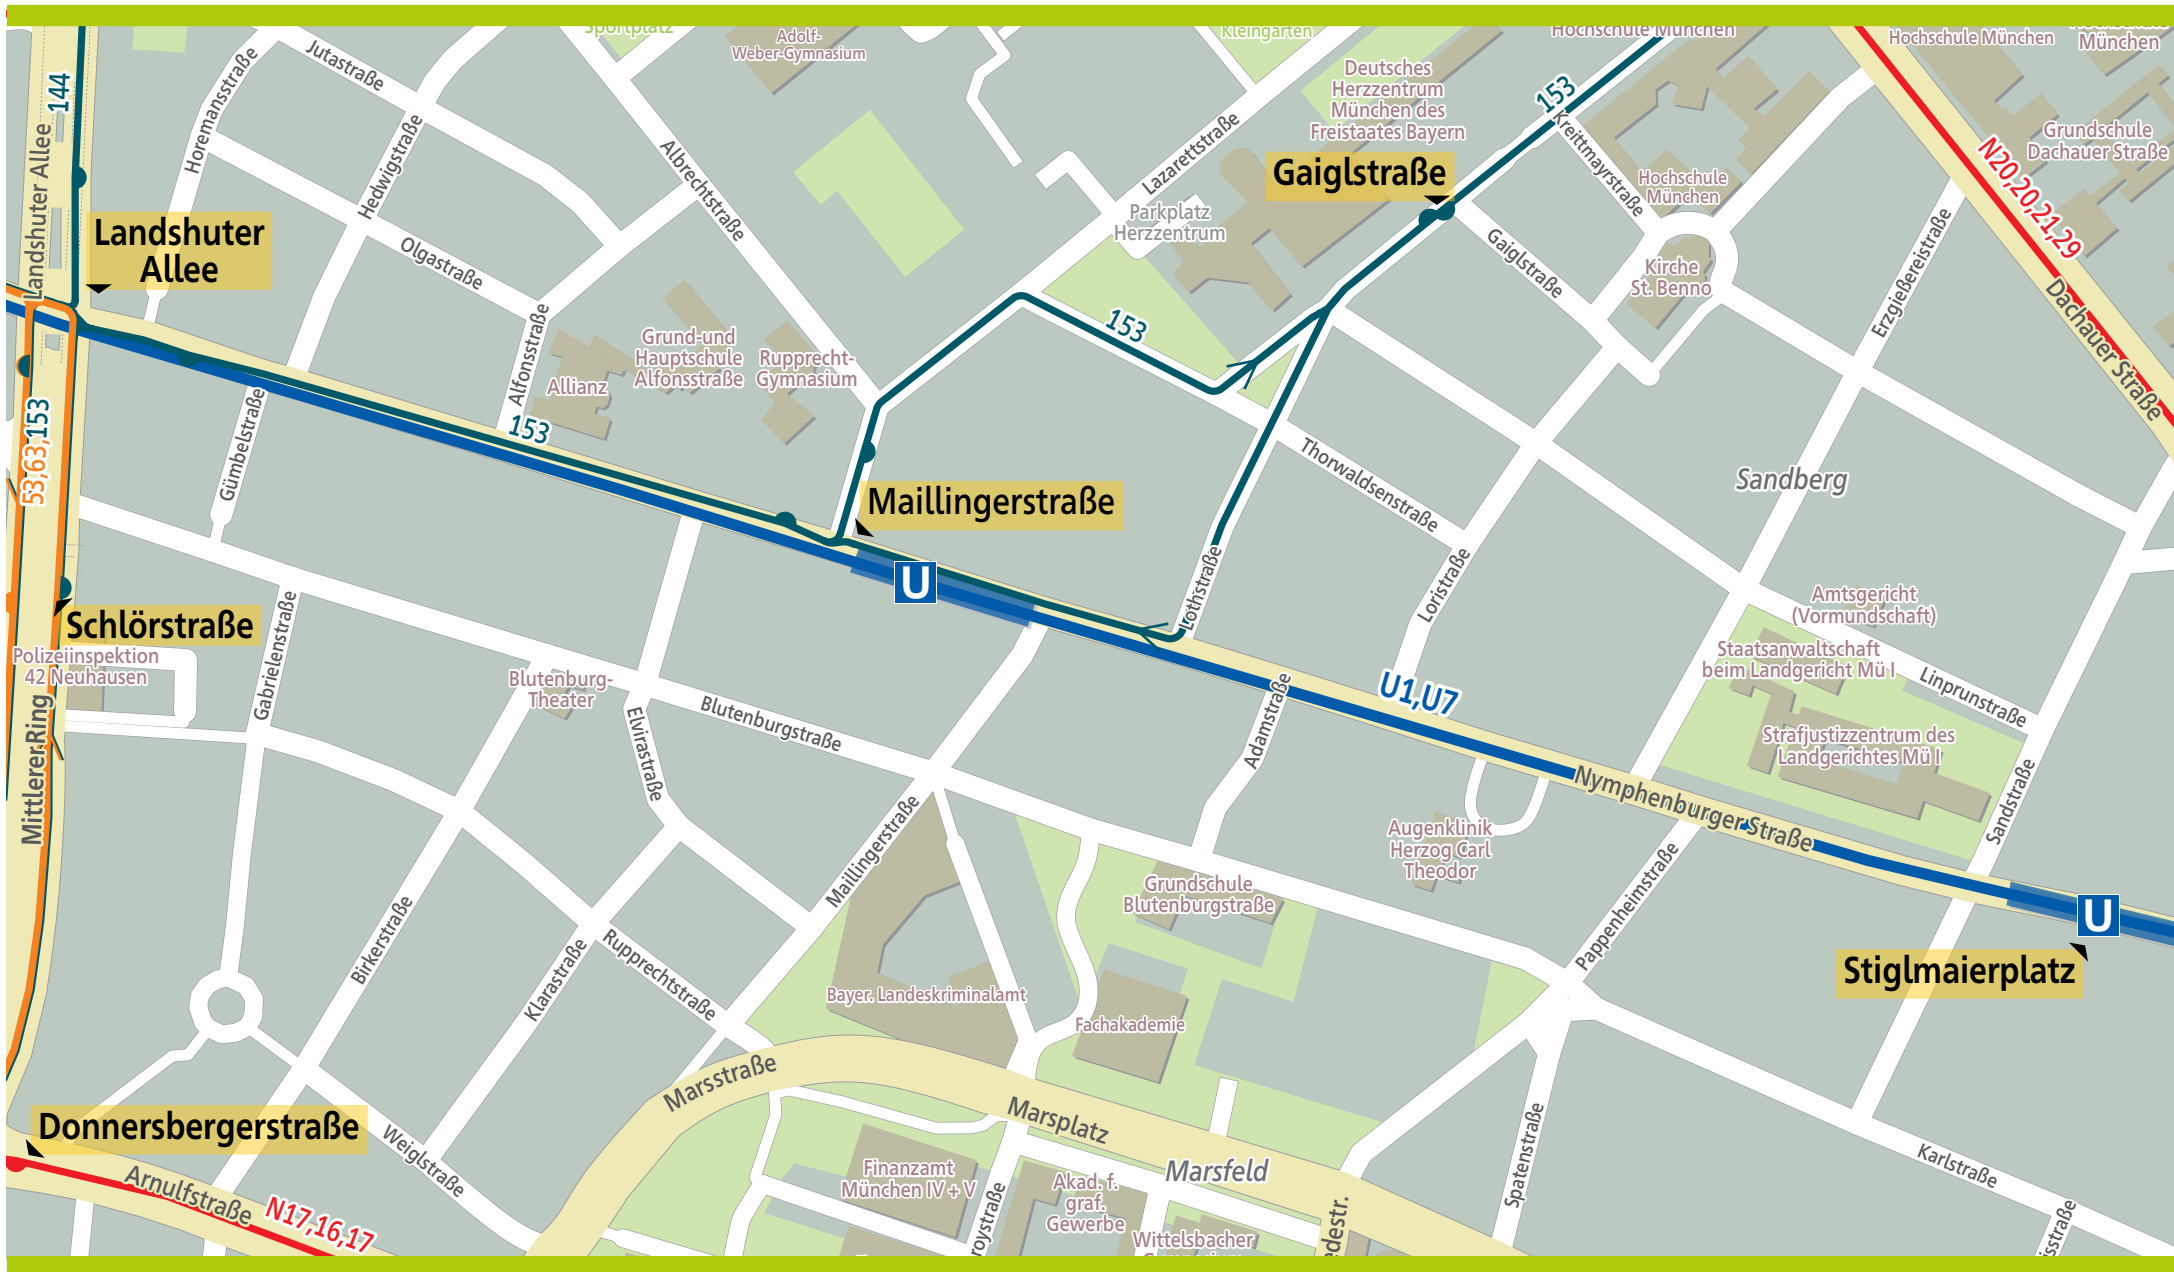 Sportplatz
Adolf-
Weber-Gymnasium
Kleingärten
Hochschule München
Hochschule München
München
Jutastraße
Horemansstraße
144
Landshuter Allee
Hedwigstraße
Albrechtstraße
Lazarettstraße
Deutsches
Herzzentrum
München des
Freistaates Bayern
153
Kreittmayrstraße
Grundschule
Dachauer Straße
N20,20,21,29
Gaiglstraße
Hochschule
München
Parkplatz
Herzzentrum
Landshuter
Allee
Olgastraße
Gaiglstraße
Kirche
St. Benno
Erzgießereistraße
Dachauer Straße
Alfonsstraße
Grund-und
Hauptschule
Alfonsstraße
Rupprecht-
Gymnasium
Allianz
153
153
53,63,153
Gümbelstraße
Thorwaldsenstraße
Sandberg
Maillingerstraße
U
Lothstraße
Loristraße
Amtsgericht
(Vormundschaft)
Staatsanwaltschaft
beim Landgericht Mü I
Linprunstraße
Strafjustizzentrum des
Landgerichtes Mü I
Schlörstraße
Polizeiinspektion
42 Neuhausen
Gabrielenstraße
Blutenburg-
Theater
Elvirastraße
Blutenburgstraße
Adamstraße
U1,U7
Nymphenburger Straße
Sandstraße
Mittlerer Ring
Maillingerstraße
Augenklinik
Herzog Carl
Theodor
Grundschule
Blutenburgstraße
Pappenheimstraße
U
Stiglmaierplatz
Birkerstraße
Klarastraße
Rupprechtstraße
Bayer. Landeskriminalamt
Fachakademie
Marsstraße
Marsplatz
Donnersbergerstraße
Weiglstraße
Arnulfstraße
N17,16,17
Finanzamt
München IV + V
Akad. f.
graf.
Gewerbe
Marsfeld
Wittelsbacher
Spatenstraße
Karlstraße
roystraße
edestr.
isstraße